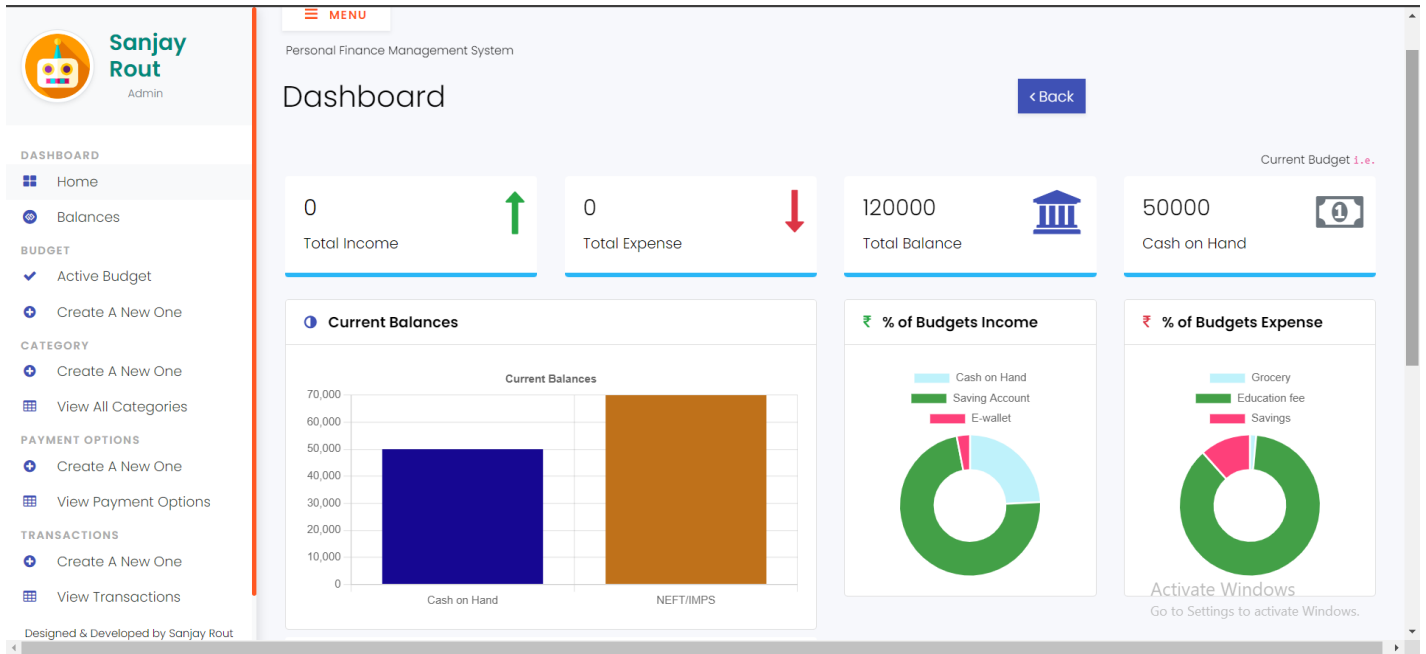 Sanjay
Rout
Admin
DASHBOARD
Home
Balances
BUDGET
Active Budget
Create A New One
CATEGORY
Create A New One
View All Categories
PAYMENT OPTIONS
Create A New One
View Payment Options
TRANSACTIONS
Create A New One
View Transactions
Designed & Developed by Sanjay Rout
MENU
Personal Finance Management System
Dashboard
Back
Current Budget i.e.
0
Total Income
0
Total Expense
120000
Total Balance
1
50000
Cash on Hand
Current Balances
Current Balances
70,000
60,000
50,000
40,000
30,000
20,000
10,000
0
Cash on Hand
NEFT/IMPS
₹ % of Budgets Income
Cash on Hand
Saving Account
E-wallet
₹ % of Budgets Expense
Grocery
Education fee
Savings
Activate Windows
Go to Settings to activate Windows.